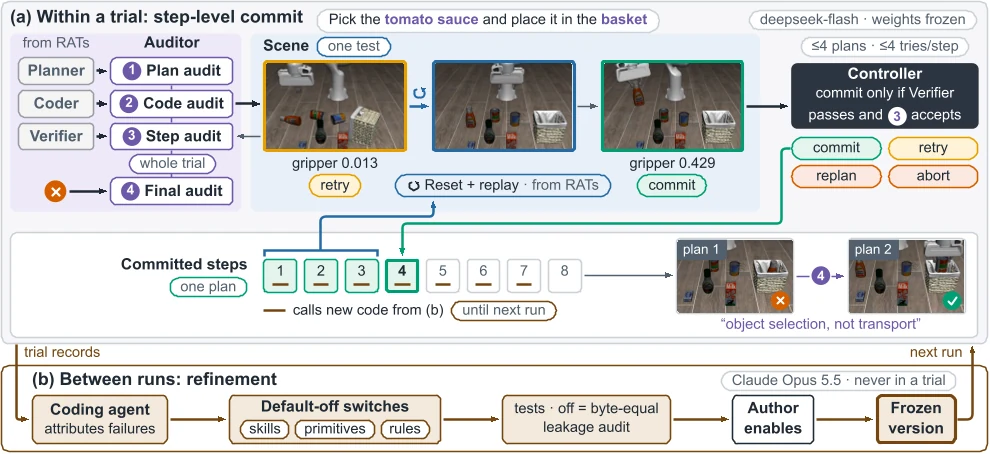 (a) Within a trial: step-level commit
Pick the tomato sauce and place it in the basket
deepseek-flash · weights frozen
from RATs
Auditor
Scene
one test
≤4 plans · ≤4 tries/step
Planner
1 Plan audit
Coder
2 Code audit
Verifier
3 Step audit
whole trial
4 Final audit
Controller
commit only if Verifier
passes and 3 accepts
gripper 0.013
retry
Reset + replay · from RATs
gripper 0.429
commit
commit
retry
replan
abort
Committed steps
one plan
1
2
3
4
5
6
7
8
calls new code from (b)
until next run
plan 1
4
plan 2
“object selection, not transport”
trial records
next run
(b) Between runs: refinement
Claude Opus 5.5 · never in a trial
Coding agent
attributes failures
Default-off switches
skills
primitives
rules
tests · off = byte-equal
leakage audit
Author
enables
Frozen
version